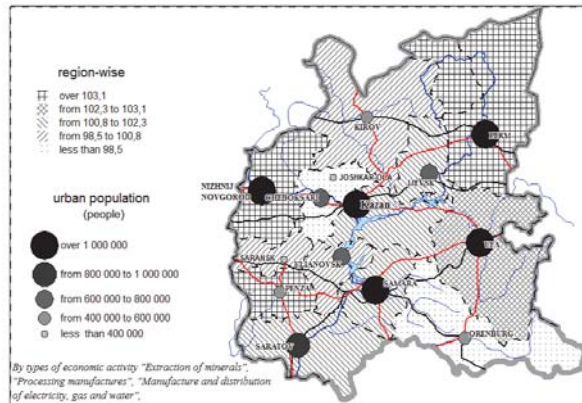 region-wise
over 103,1
from 102,3 to 103,1
from 100,8 to 102,3
from 98,5 to 100,8
less than 98,5
urban population
(people)
over 1 000 000
from 800 000 to 1 000 000
from 600 000 to 800 000
from 400 000 to 600 000
less than 400 000
KIROV
PERM
JOSHKAR-OLA
IJEVSK
NIZHNIJ
NOVGOROD
CHEBOKSARI
Kazan
UFA
SARANSK
ULIANOVSK
PENZA
SAMARA
SARATOV
ORENBURG
By types of economic activity "Extraction of minerals",
"Processing manufactures", "Manufacture and distribution
of electricity, gas and water",